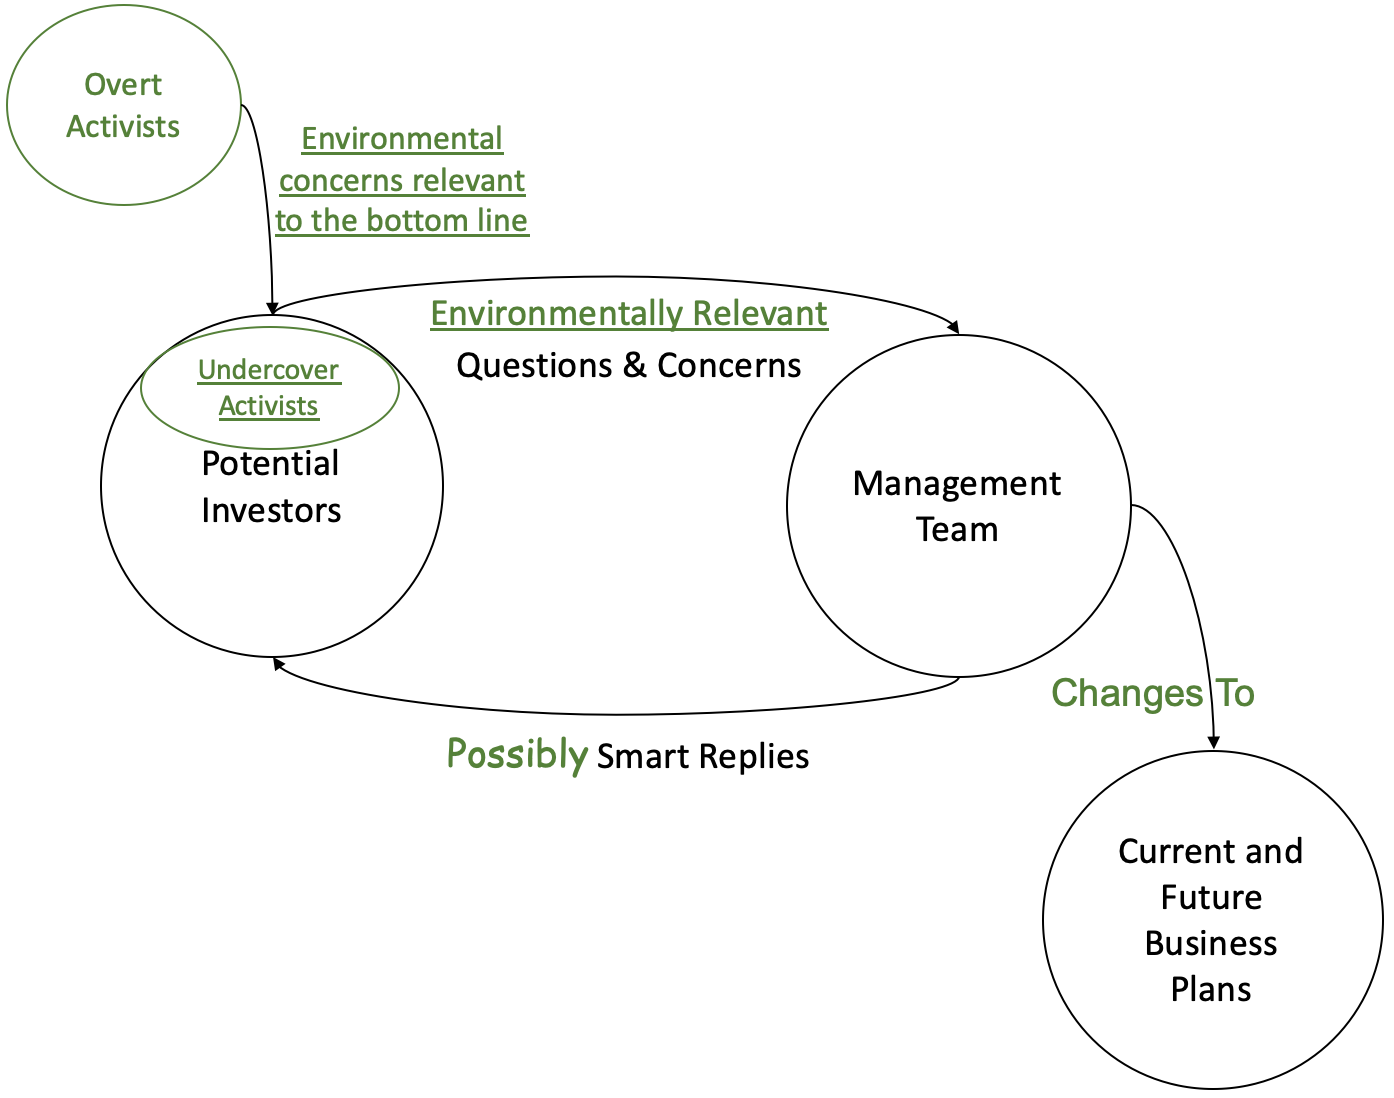 Overt
Activists
Environmental
concerns relevant
to the bottom line
Environmentally Relevant
Questions & Concerns
Undercover
Activists
Potential
Investors
Management
Team
Changes To
Possibly Smart Replies
Current and
Future
Business
Plans